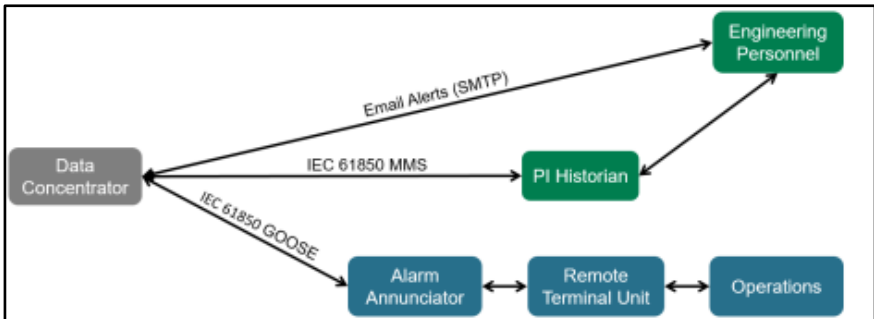 Engineering
Personnel
Email Alerts (SMTP)
Data
Concentrator
IEC 61850 MMS
PI Historian
IEC 61850 GOOSE
Alarm
Annunciator
Remote
Terminal Unit
Operations